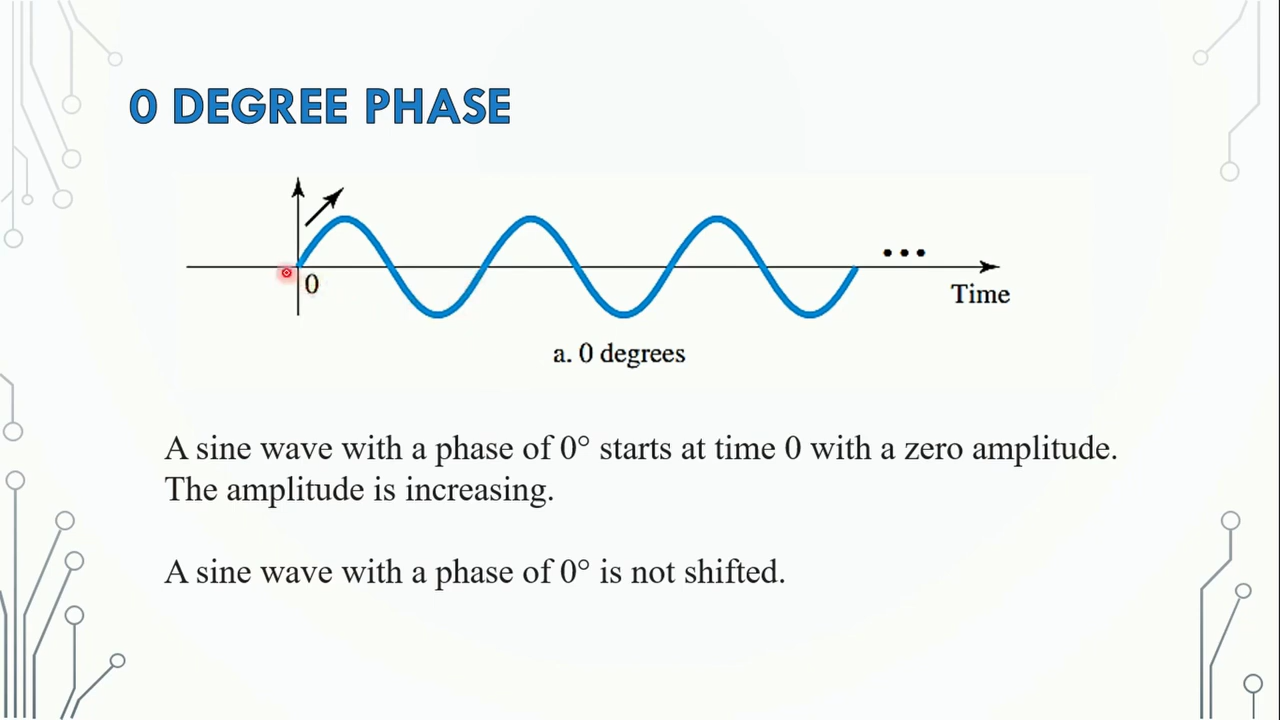 0 DEGREE PHASE
0
Time
a. 0 degrees
A sine wave with a phase of 0° starts at time 0 with a zero amplitude.
The amplitude is increasing.
A sine wave with a phase of 0° is not shifted.